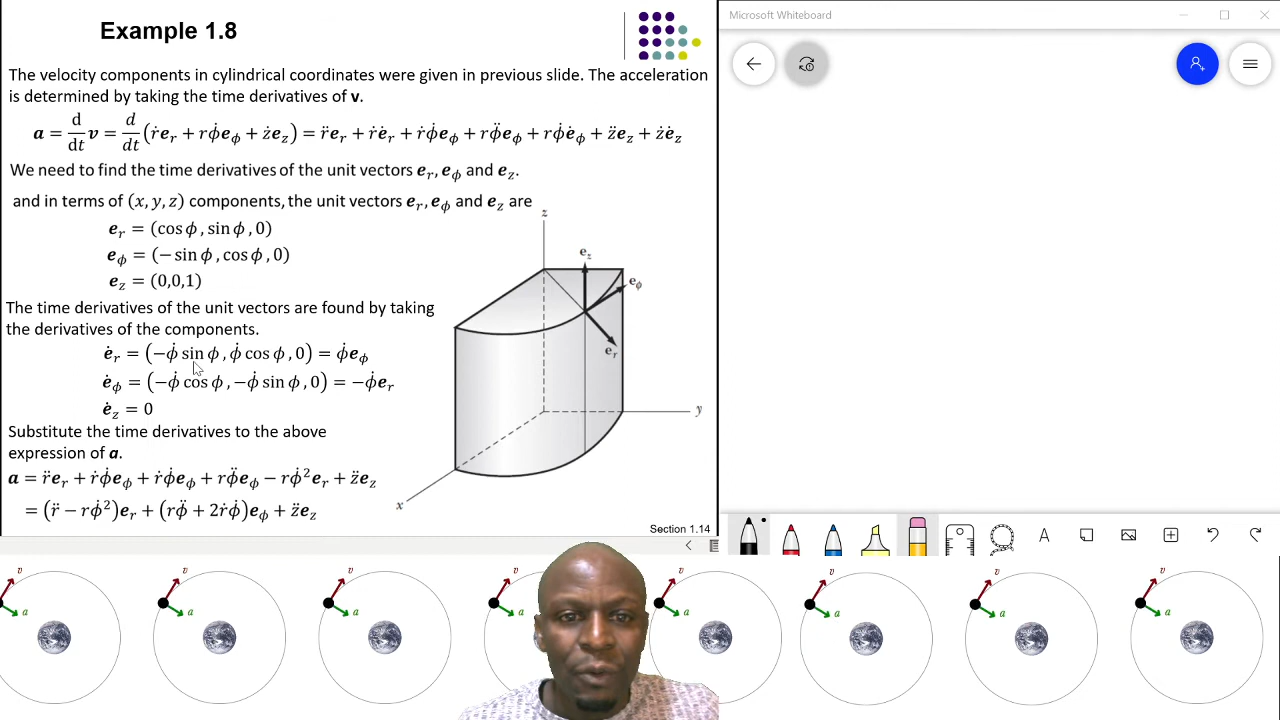 Example 1.8
Microsoft Whiteboard
The velocity components in cylindrical coordinates were given in previous slide. The acceleration
is determined by taking the time derivatives of v.
a = d/dt v = d/dt (ṙe_r + rϕ̇e_ϕ + że_z) = r̈e_r + ṙė_r + ṙϕ̇e_ϕ + rϕ̈e_ϕ + rϕ̇ė_ϕ + z̈e_z + żė_z
We need to find the time derivatives of the unit vectors e_r, e_ϕ and e_z.
and in terms of (x, y, z) components, the unit vectors e_r, e_ϕ and e_z are
e_r = (cos ϕ , sin ϕ , 0)
e_ϕ = (− sin ϕ , cos ϕ , 0)
e_z = (0,0,1)
The time derivatives of the unit vectors are found by taking
the derivatives of the components.
ė_r = (−ϕ̇ sin ϕ , ϕ̇ cos ϕ , 0) = ϕ̇e_ϕ
ė_ϕ = (−ϕ̇ cos ϕ , −ϕ̇ sin ϕ , 0) = −ϕ̇e_r
ė_z = 0
Substitute the time derivatives to the above
expression of a.
a = r̈e_r + ṙϕ̇e_ϕ + ṙϕ̇e_ϕ + rϕ̈e_ϕ − rϕ̇²e_r + z̈e_z
= (r̈ − rϕ̇²)e_r + (rϕ̈ + 2ṙϕ̇)e_ϕ + z̈e_z
z
e_z
e_ϕ
e_r
y
x
Section 1.14
A
v
a
v
a
v
a
v
a
v
a
v
a
v
a
v
a